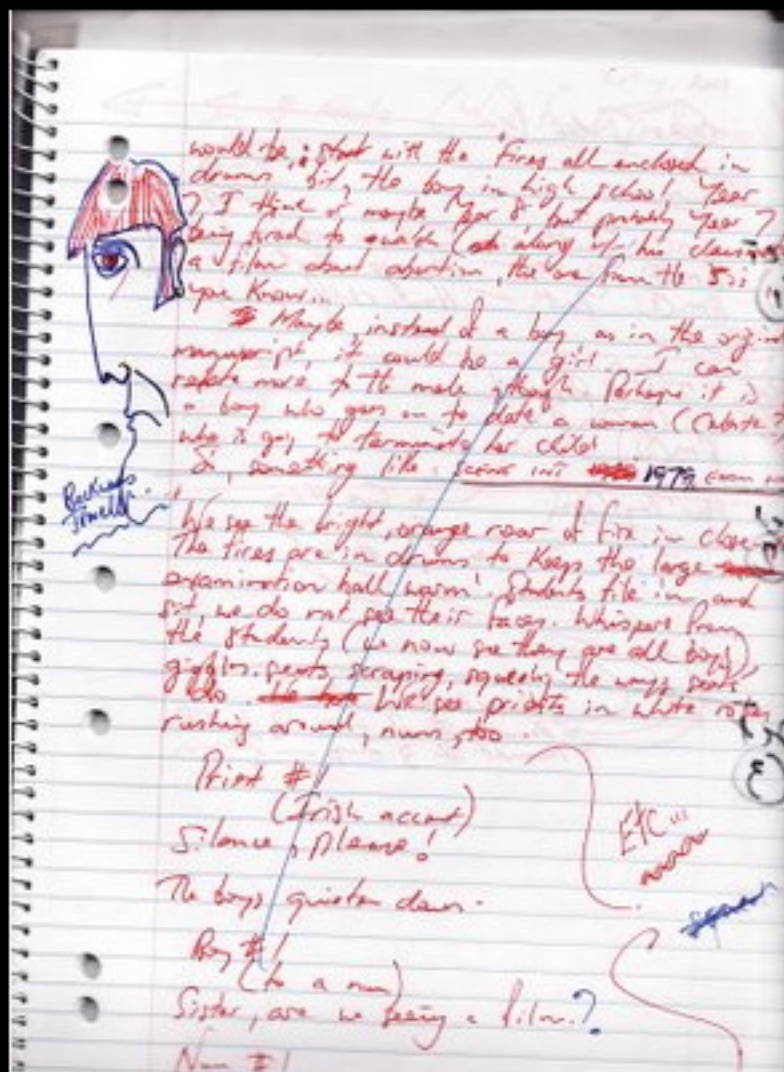 would be, start with the "Fires all enclosed in
drums" bit, the boy in high school Year
7 I think or maybe Year 8 but probably Year 7
being forced to watch along w/ his
a film about abortion, the one from the
you know...
Maybe, instead of a boy, as in the
manuscript, it could be a girl. I can
relate more to the male though. Perhaps it is
a boy who goes on to date a woman
who is going to terminate her child
So, something like: SCENE INT 1979
We see the bright, orange roar of fire in
The fires are in drums to keep the large
examination hall warm. Students file in and
sit, we do not see their faces. Whispers from
the students (we now see they are all boys)
giggles, seats scraping, the way seats
do. We see priests in white robes,
rushing around, nuns, too.
Priest #1
(Irish accent)
Silence, please!
The boys quieten down.
Boy #1
(to a nun)
Sister, are we seeing a film?
Nun #1
Etc...
Backwards